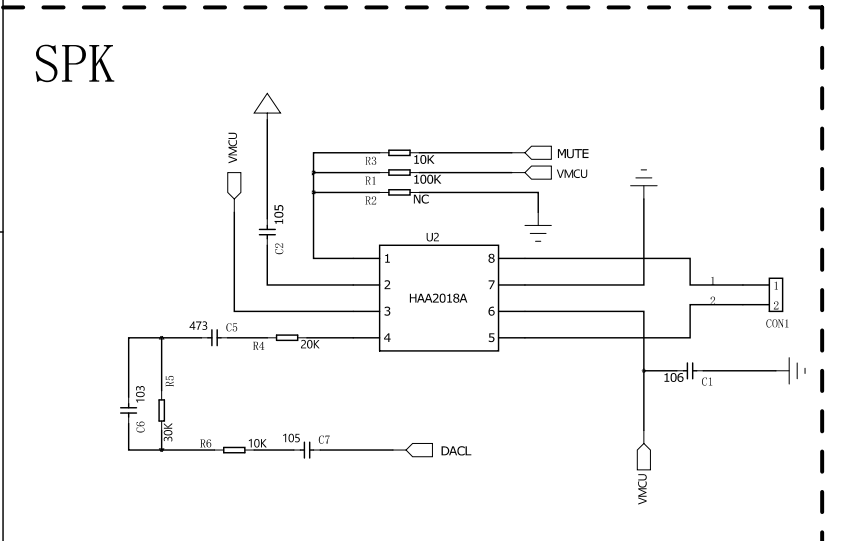 SPK
VMCU
R3 10K MUTE
R1 100K VMCU
R2 NC
105
C2
U2
1 8
2 7
HAA2018A
3 6
4 5
1 1
2 2
CON1
473 C5
R4 20K
106 C1
103
C6
R5
30K
R6 10K 105 C7 DACL
VMCU